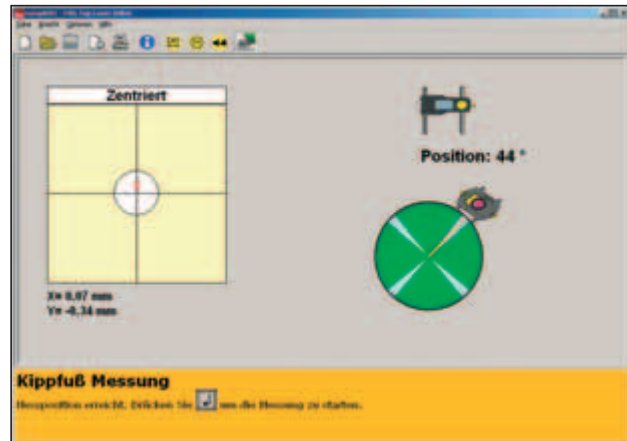 Zentriert
Position: 44 °
X= 0,07 mm
Y= -0,34 mm
Kippfuß Messung
Messposition erreicht. Drücken Sie um die Messung zu starten.